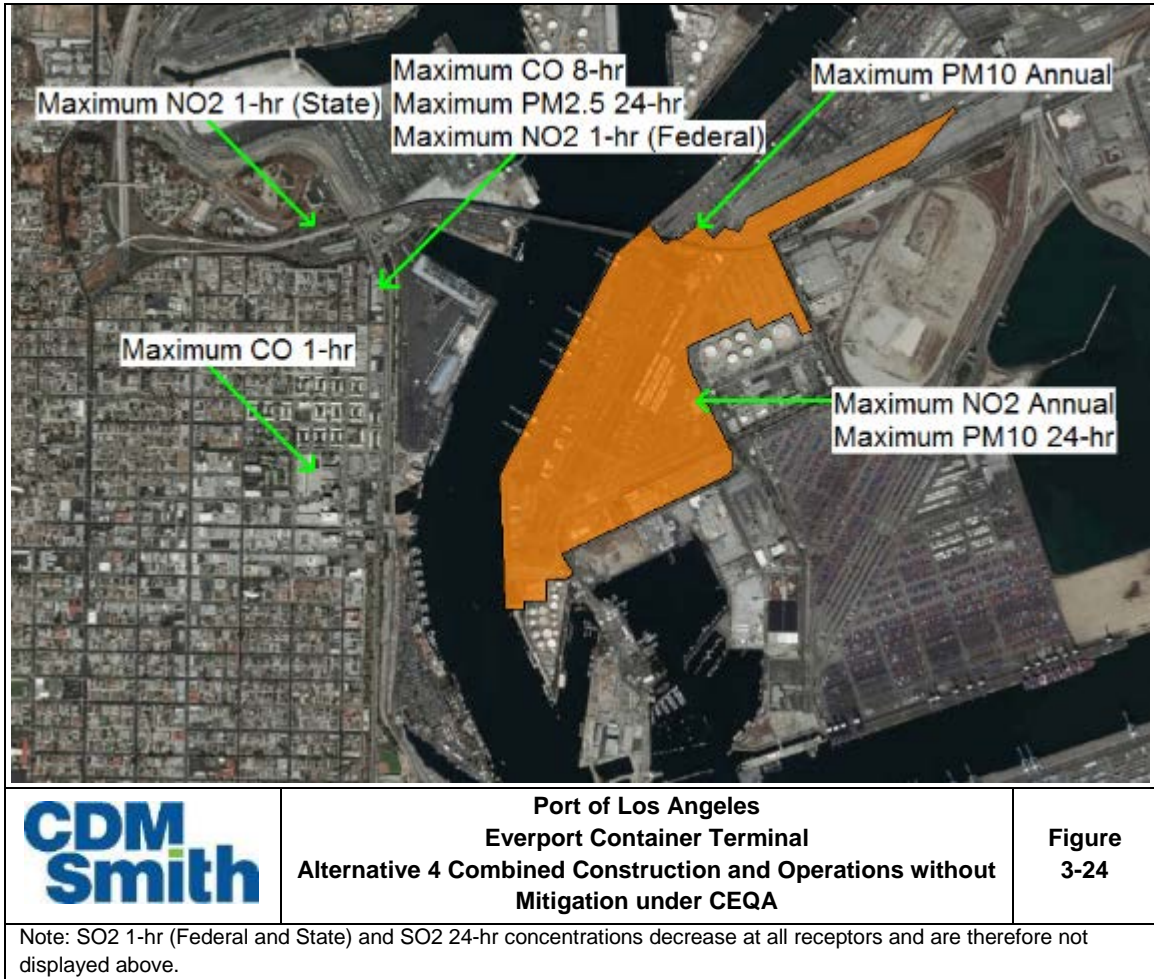 Maximum NO2 1-hr (State)
Maximum CO 8-hr
Maximum PM2.5 24-hr
Maximum NO2 1-hr (Federal)
Maximum PM10 Annual
Maximum CO 1-hr
Maximum NO2 Annual
Maximum PM10 24-hr
CDM
Smith
Port of Los Angeles
Everport Container Terminal
Alternative 4 Combined Construction and Operations without
Mitigation under CEQA
Figure
3-24
Note: SO2 1-hr (Federal and State) and SO2 24-hr concentrations decrease at all receptors and are therefore not
displayed above.